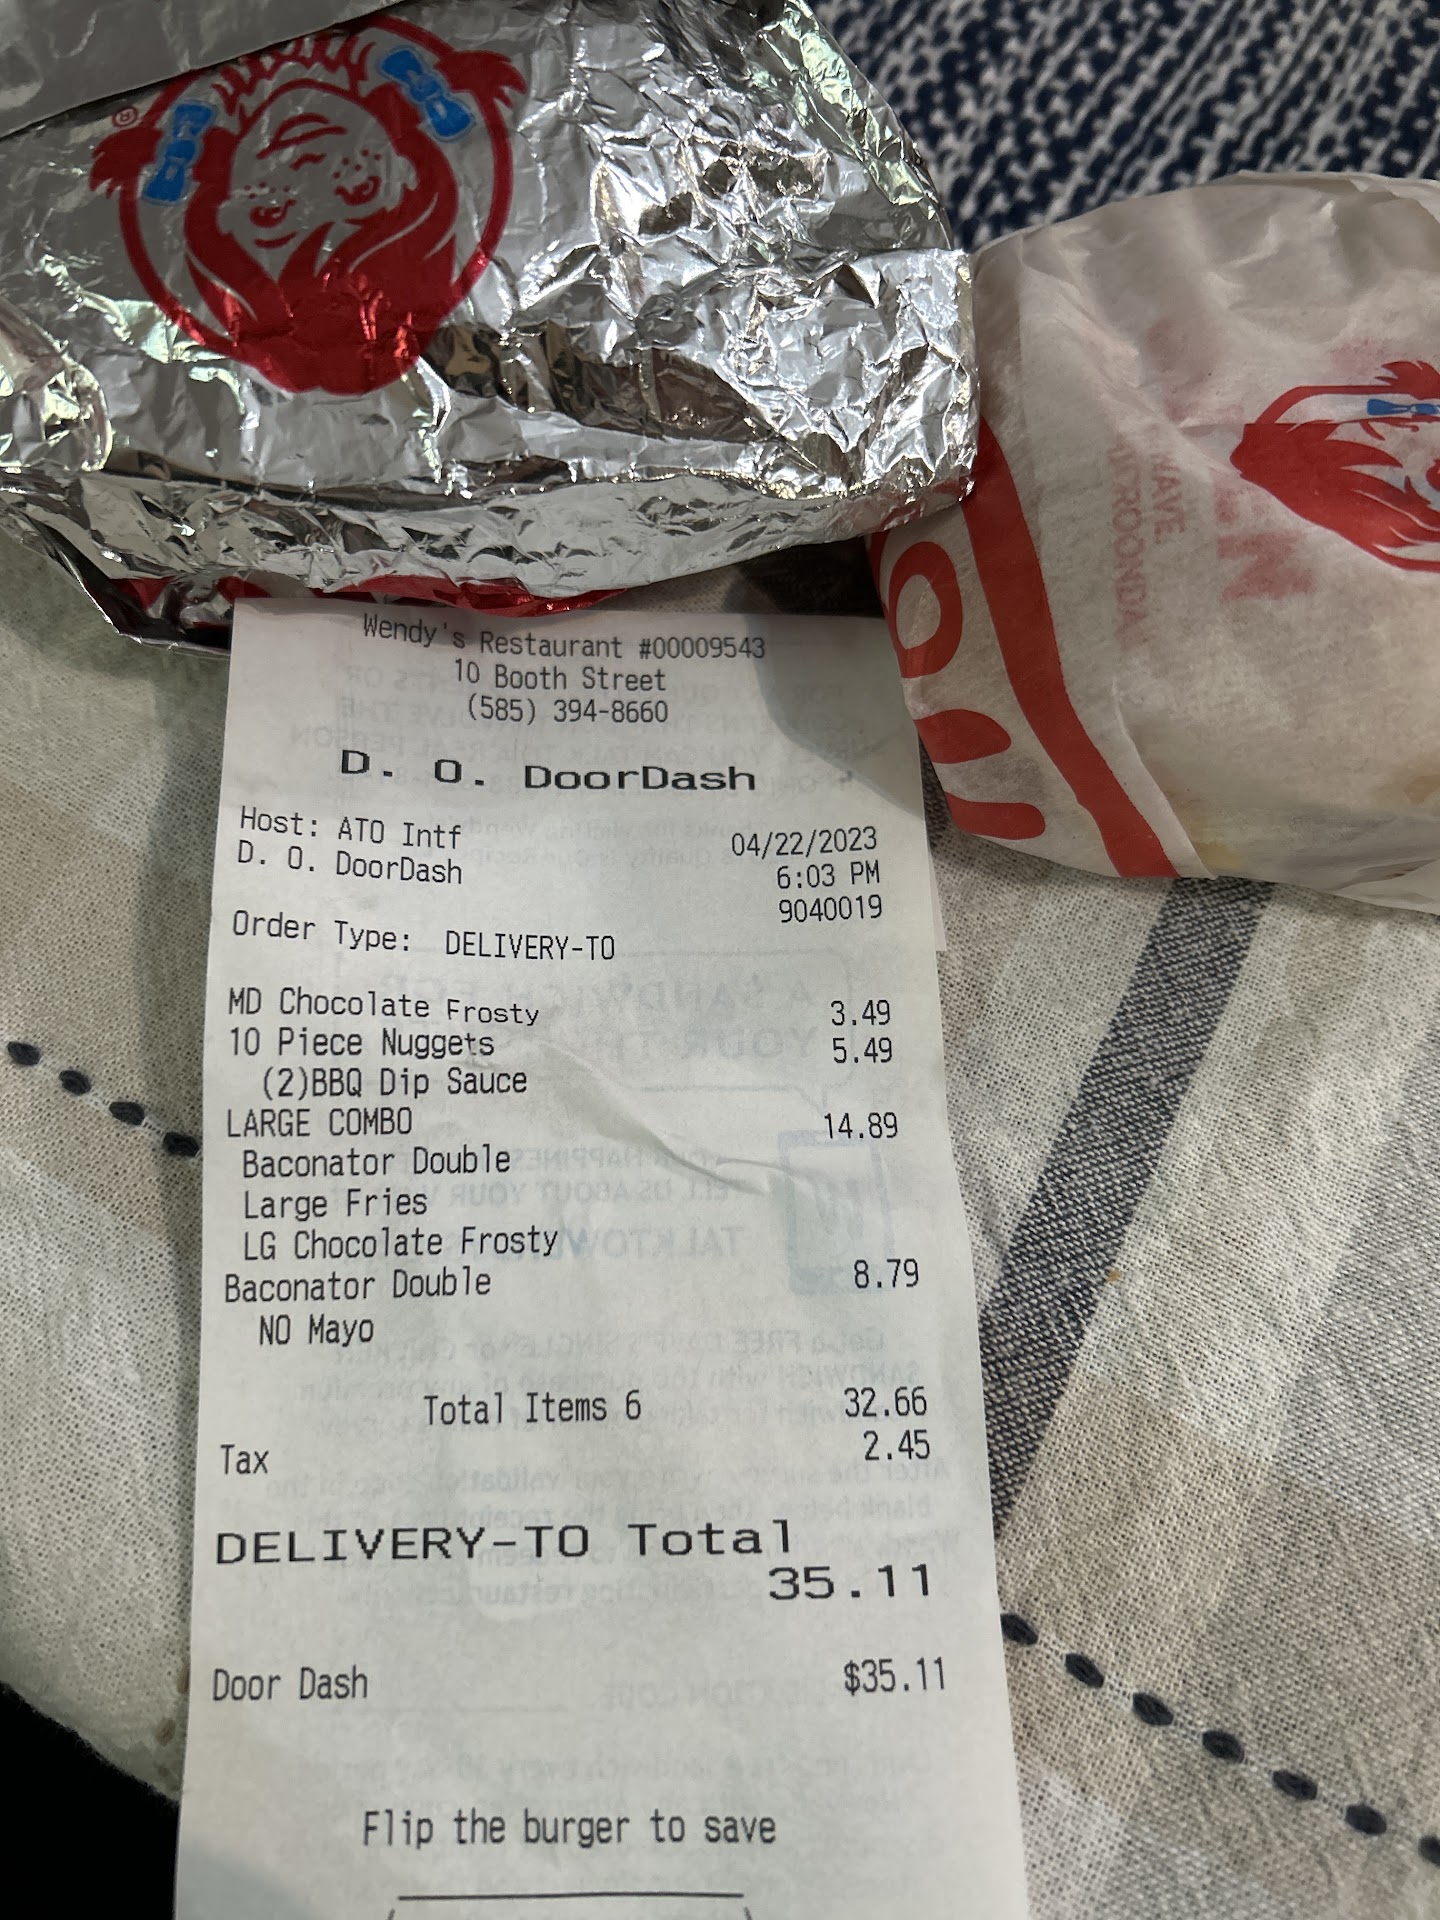 Wendy's Restaurant #00009543
10 Booth Street
(585) 394-8660
D. O. DoorDash
Host: ATO Intf 04/22/2023
D. O. DoorDash 6:03 PM
9040019
Order Type: DELIVERY-TO
MD Chocolate Frosty 3.49
10 Piece Nuggets 5.49
(2)BBQ Dip Sauce
LARGE COMBO 14.89
Baconator Double
Large Fries
LG Chocolate Frosty
Baconator Double 8.79
NO Mayo
Total Items 6 32.66
Tax 2.45
DELIVERY-TO Total
35.11
Door Dash $35.11
Flip the burger to save